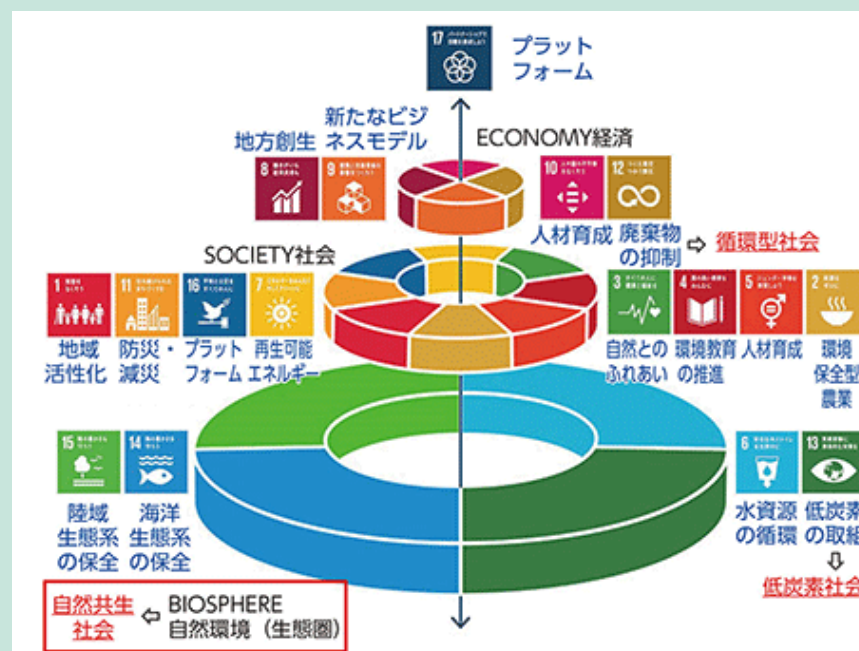 17
プラット
フォーム
新たなビジ
地方創生 ネスモデル
ECONOMY経済
8
9
10
12
人材育成
廃棄物
の抑制
⇨ 循環型社会
SOCIETY社会
1
11
16
7
3
4
5
2
地域
活性化
防災・
減災
プラット
フォーム
再生可能
エネルギー
自然との
ふれあい
環境教育
の推進
人材育成
環境
保全型
農業
15
14
6
13
陸域
生態系
の保全
海洋
生態系
の保全
水資源
の循環
低炭素
の取組
⇩
低炭素社会
自然共生
社会
⇦ BIOSPHERE
自然環境（生態圏）